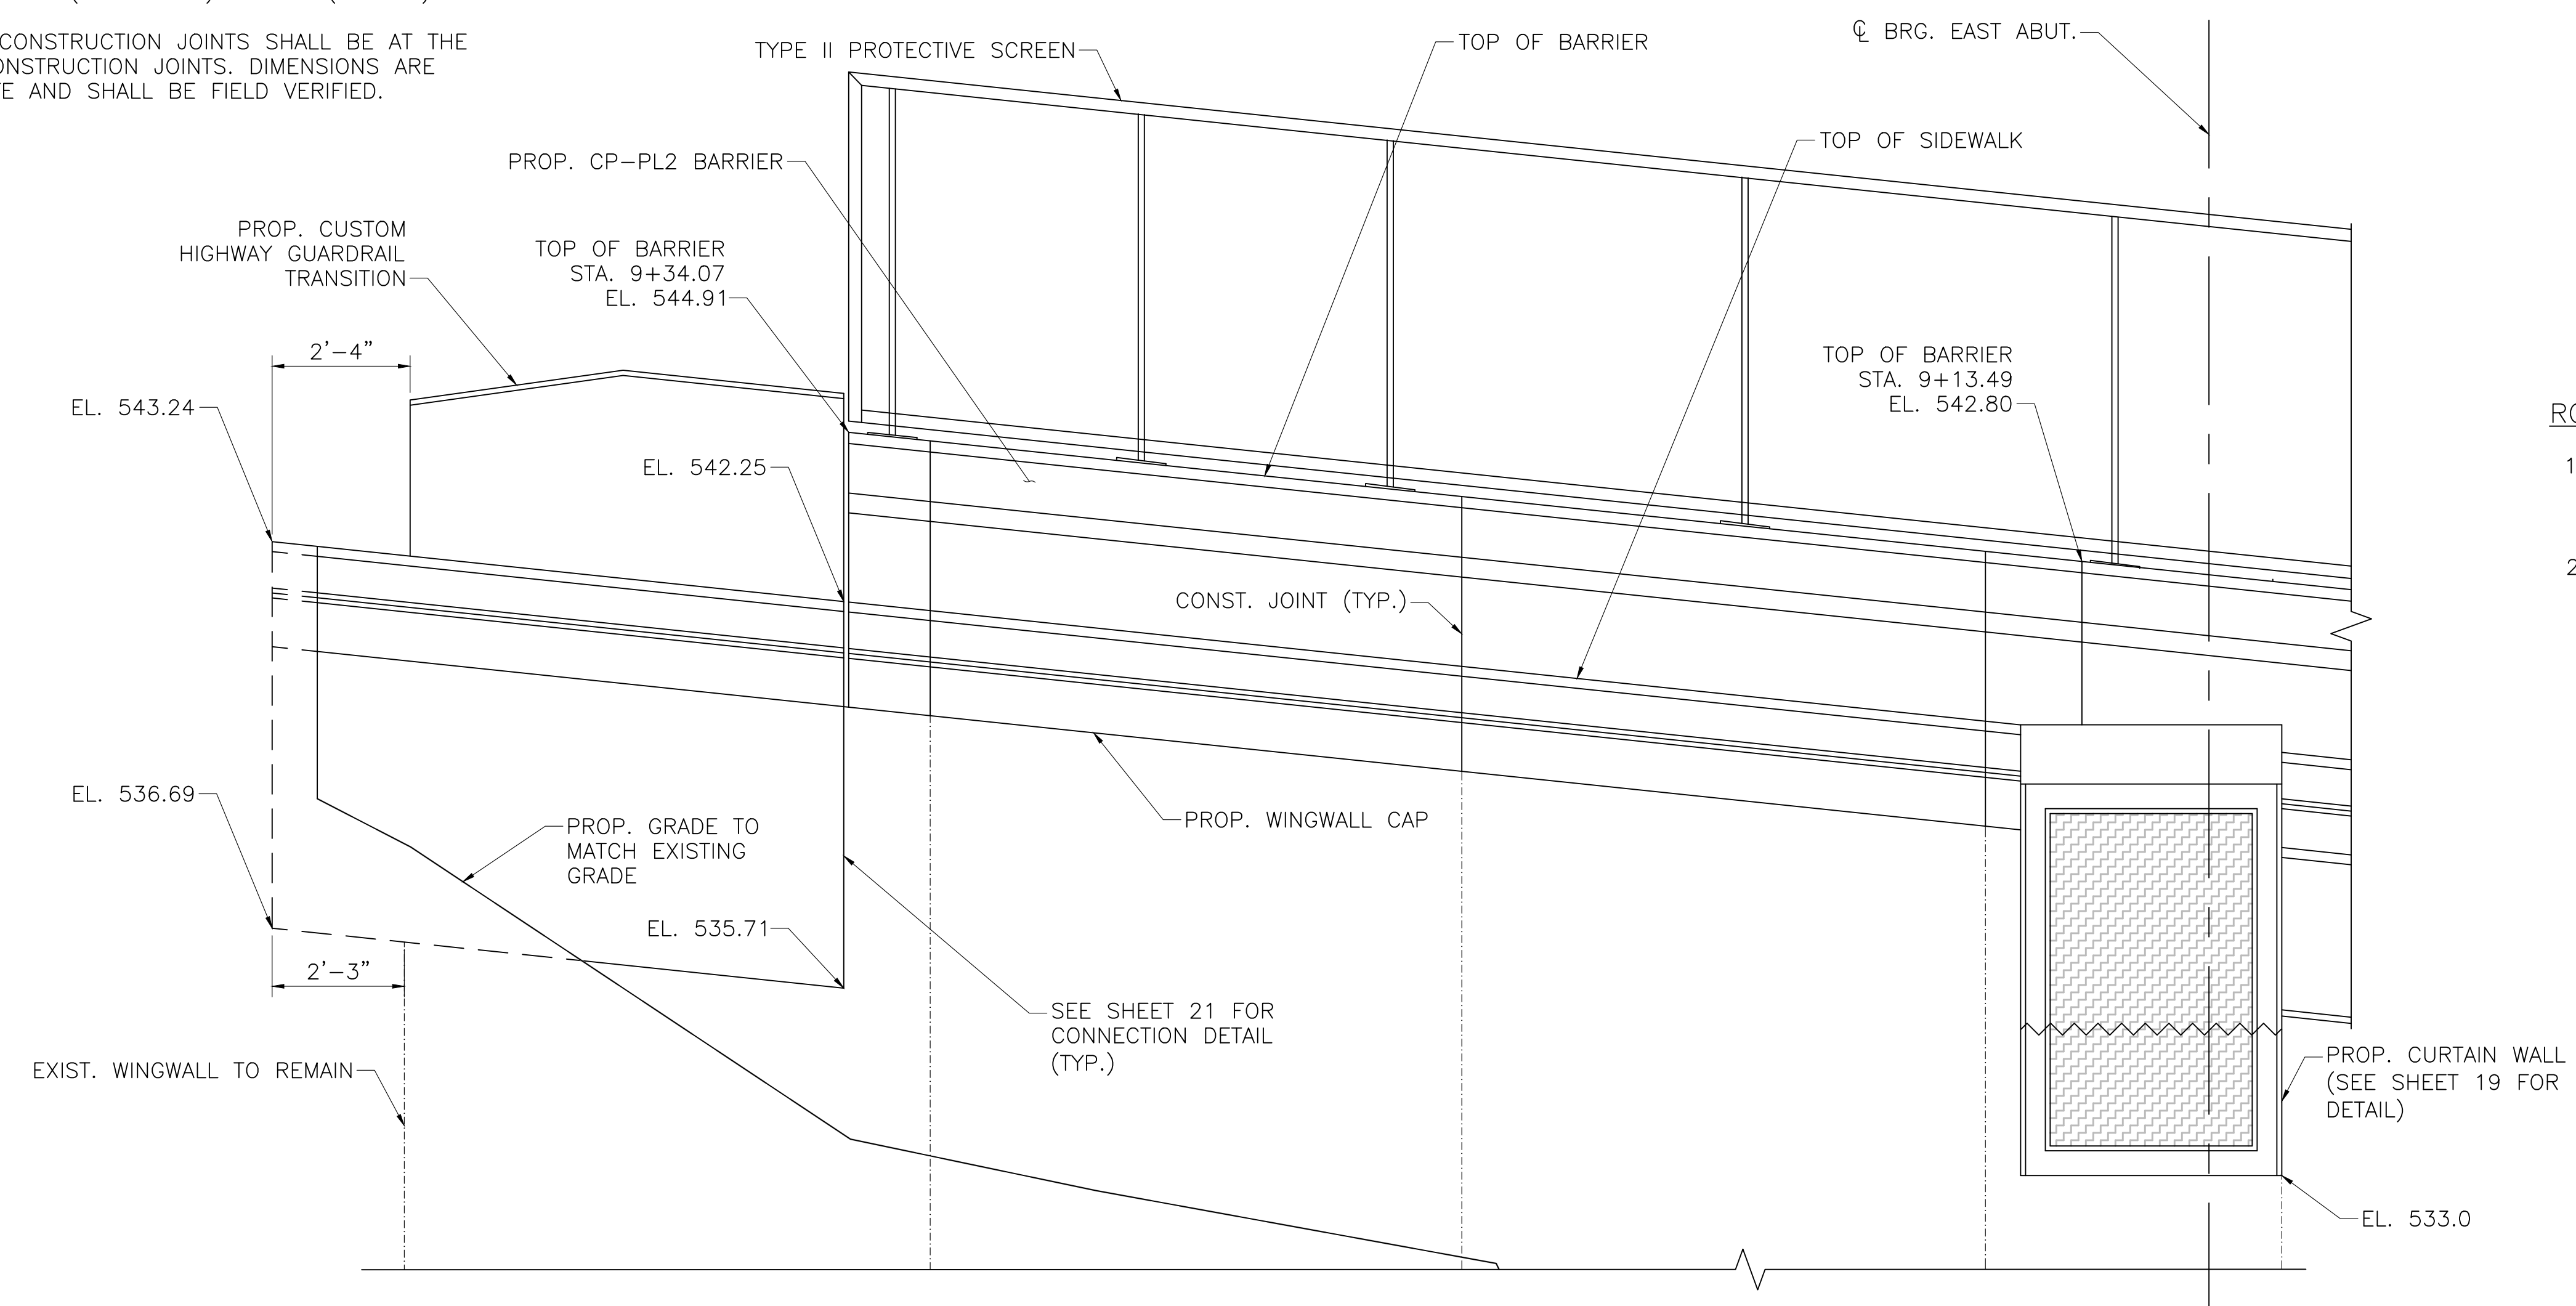 CONSTRUCTION JOINTS SHALL BE AT THE
CONSTRUCTION JOINTS. DIMENSIONS ARE
AND SHALL BE FIELD VERIFIED.
TYPE II PROTECTIVE SCREEN
TOP OF BARRIER
℄ BRG. EAST ABUT.
PROP. CP-PL2 BARRIER
TOP OF SIDEWALK
PROP. CUSTOM
HIGHWAY GUARDRAIL
TRANSITION
TOP OF BARRIER
STA. 9+34.07
EL. 544.91
2'-4"
TOP OF BARRIER
STA. 9+13.49
EL. 542.80
EL. 543.24
EL. 542.25
1
2
CONST. JOINT (TYP.)
EL. 536.69
PROP. GRADE TO
MATCH EXISTING
GRADE
PROP. WINGWALL CAP
EL. 535.71
2'-3"
SEE SHEET 21 FOR
CONNECTION DETAIL
(TYP.)
EXIST. WINGWALL TO REMAIN
PROP. CURTAIN WALL
(SEE SHEET 19 FOR
DETAIL)
EL. 533.0